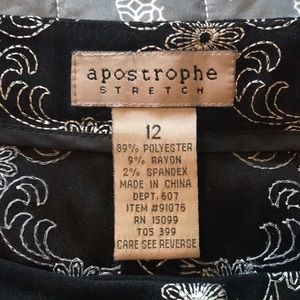 apostrophe
STRETCH
12
89% POLYESTER
9% RAYON
2% SPANDEX
MADE IN CHINA
DEPT. 607
ITEM #91076
RN 15099
T05 399
CARE SEE REVERSE